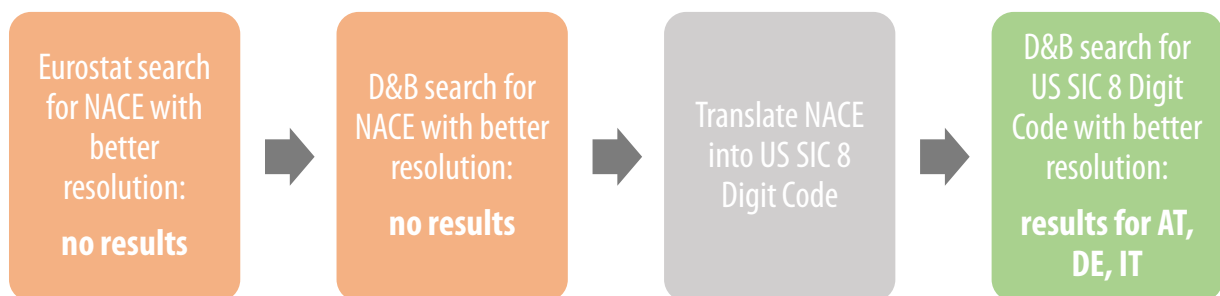 Eurostat search
for NACE with
better
resolution:
no results
D&B search for
NACE with better
resolution:
no results
Translate NACE
into US SIC 8
Digit Code
D&B search for
US SIC 8 Digit
Code with better
resolution:
results for AT,
DE, IT